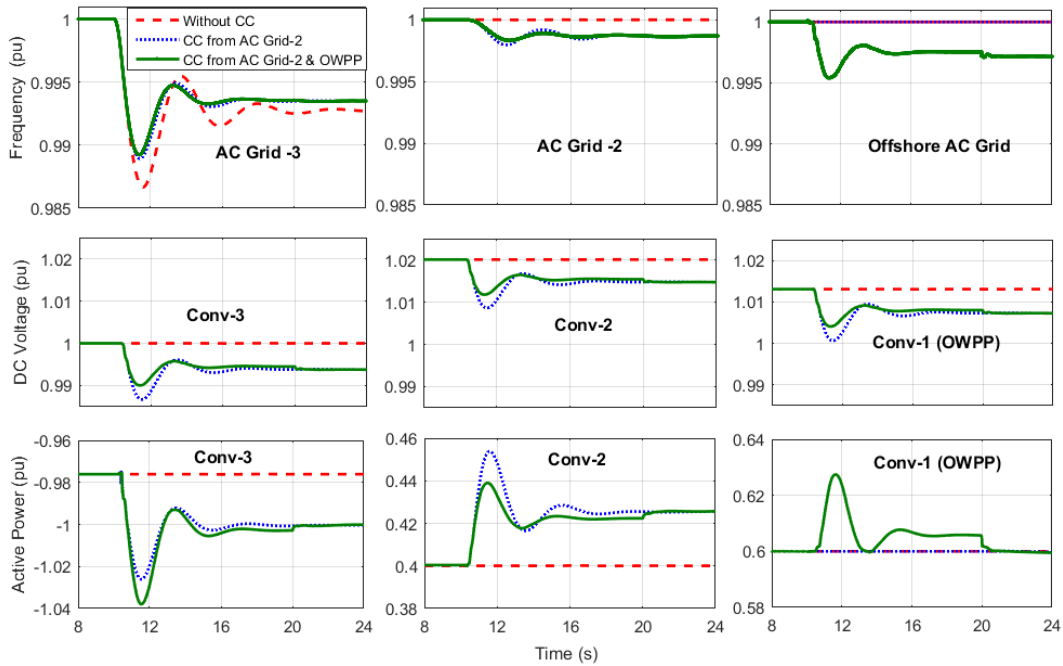 Frequency (pu)
1
0.995
0.99
0.985
Without CC
CC from AC Grid-2
CC from AC Grid-2 & OWPP
AC Grid -3
1
0.995
0.99
0.985
AC Grid -2
1
0.995
0.99
0.985
Offshore AC Grid
DC Voltage (pu)
1.02
1.01
1
0.99
Conv-3
1.02
1.01
1
0.99
Conv-2
1.02
1.01
1
0.99
Conv-1 (OWPP)
Active Power (pu)
-0.96
-0.98
-1
-1.02
-1.04
Conv-3
8 12 16 20 24
0.46
0.44
0.42
0.4
0.38
Conv-2
8 12 16 20 24
0.64
0.62
0.6
0.58
Conv-1 (OWPP)
8 12 16 20 24
Time (s)